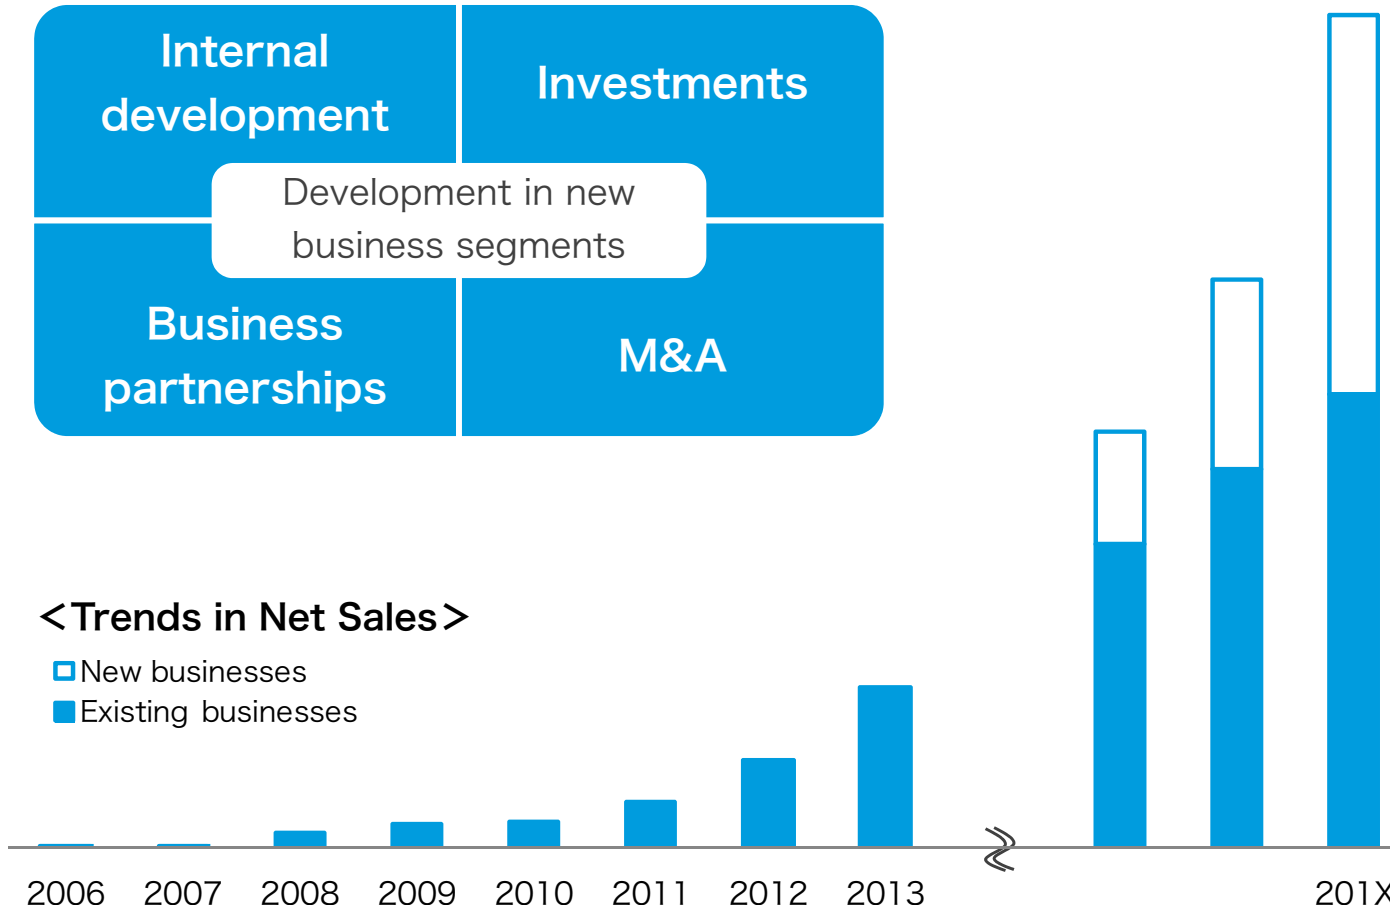 Internal
development
Investments
Development in new
business segments
Business
partnerships
M&A
<Trends in Net Sales>
New businesses
Existing businesses
2006 2007 2008 2009 2010 2011 2012 2013 201X